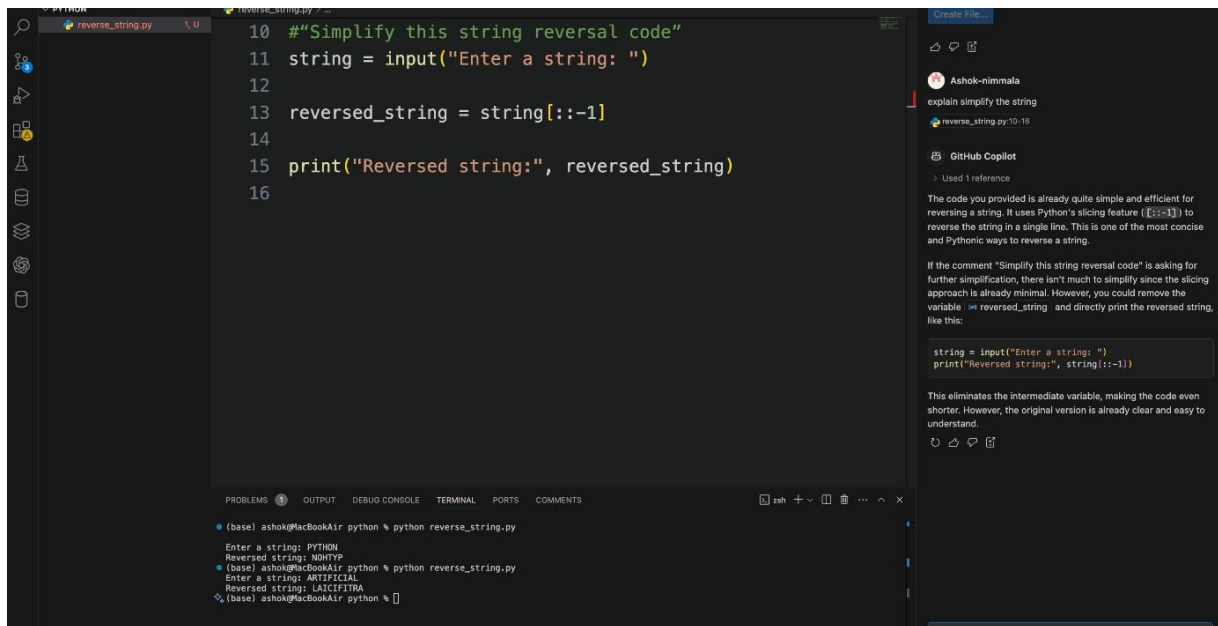 PYTHON
reverse_string.py 1, U
3
reverse_string.py > ...
10 #“Simplify this string reversal code”
11 string = input("Enter a string: ")
12
13 reversed_string = string[::-1]
14
15 print("Reversed string:", reversed_string)
16
PROBLEMS 1 OUTPUT DEBUG CONSOLE TERMINAL PORTS COMMENTS
zsh
(base) ashok@MacBookAir python % python reverse_string.py
Enter a string: PYTHON
Reversed string: NOHTYP
(base) ashok@MacBookAir python % python reverse_string.py
Enter a string: ARTIFICIAL
Reversed string: LAICIFITRA
(base) ashok@MacBookAir python %
Create File...
Ashok-nimmala
explain simplify the string
reverse_string.py:10-16
GitHub Copilot
> Used 1 reference
The code you provided is already quite simple and efficient for
reversing a string. It uses Python's slicing feature ([::-1]) to
reverse the string in a single line. This is one of the most concise
and Pythonic ways to reverse a string.
If the comment "Simplify this string reversal code" is asking for
further simplification, there isn't much to simplify since the slicing
approach is already minimal. However, you could remove the
variable reversed_string and directly print the reversed string,
like this:
string = input("Enter a string: ")
print("Reversed string:", string[::-1])
This eliminates the intermediate variable, making the code even
shorter. However, the original version is already clear and easy to
understand.